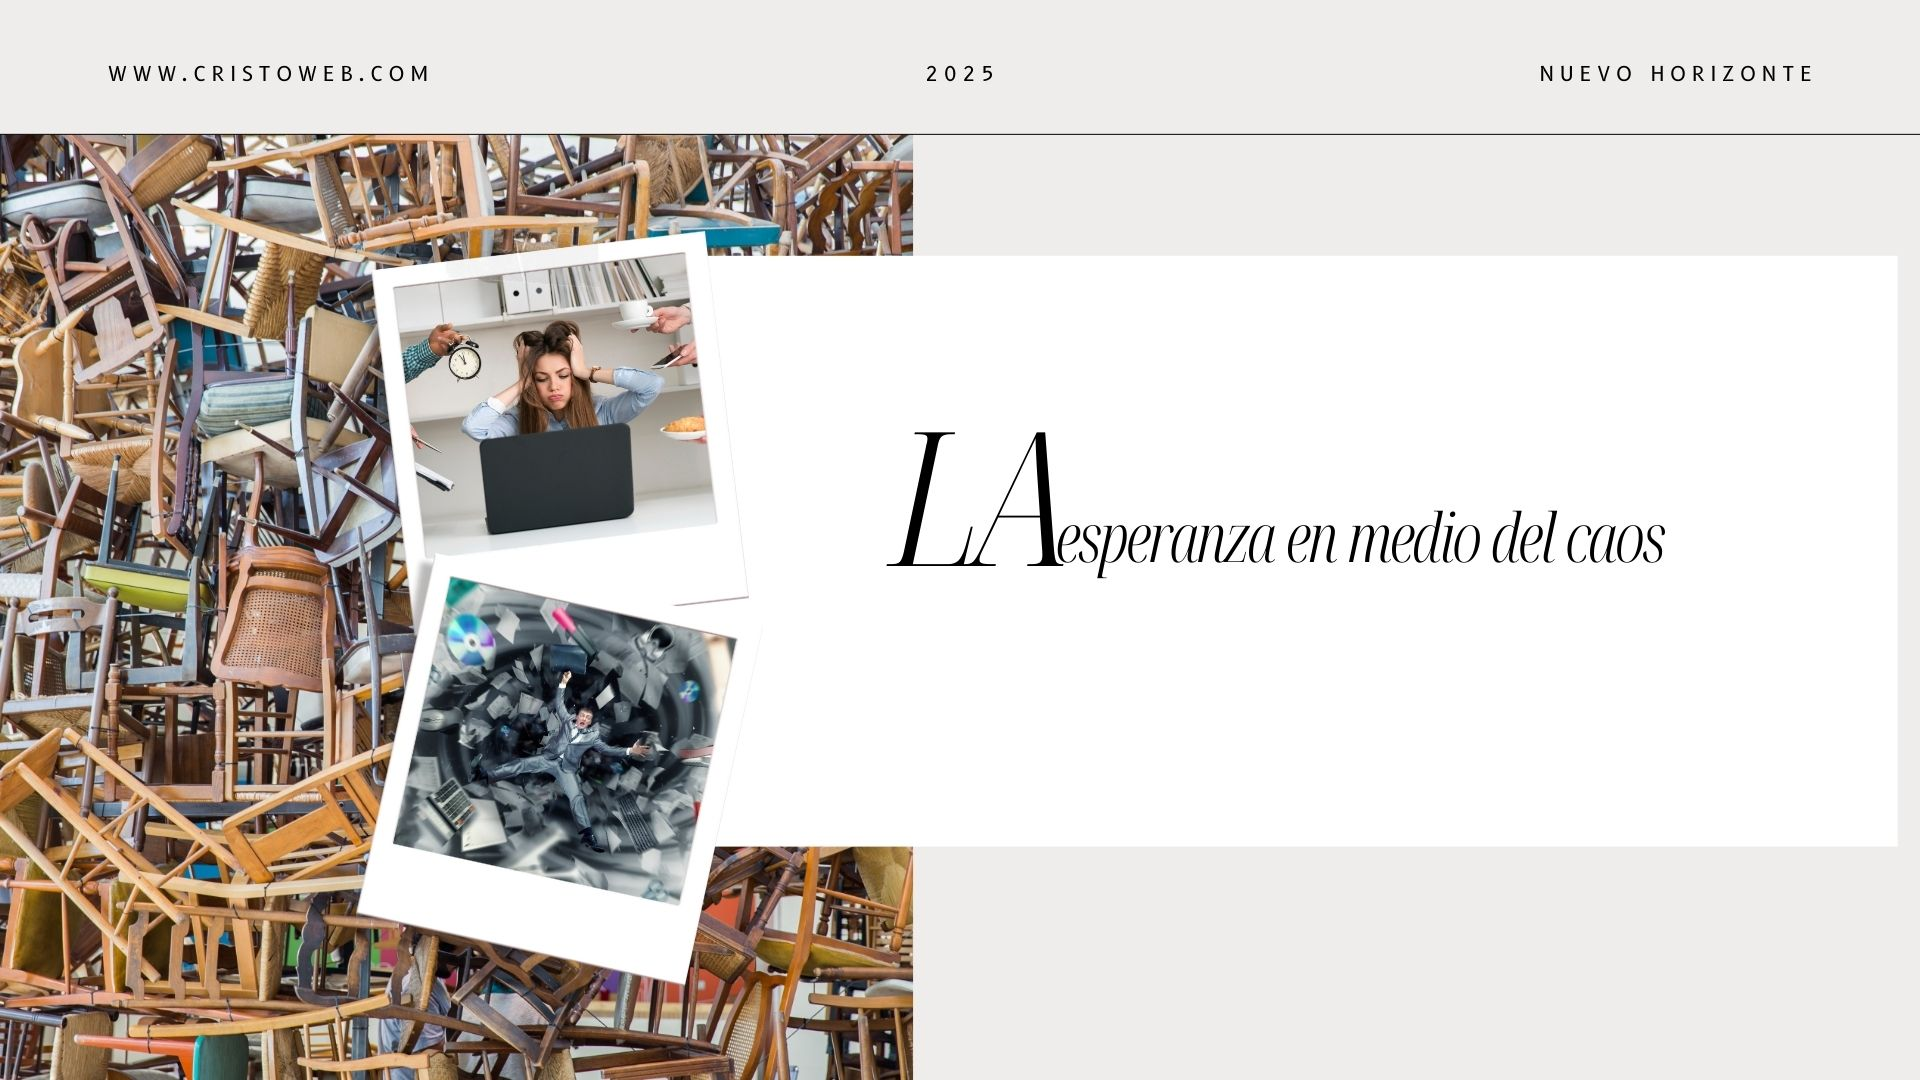 WWW.CRISTOWEB.COM
2025
NUEVO HORIZONTE
LA esperanza en medio del caos